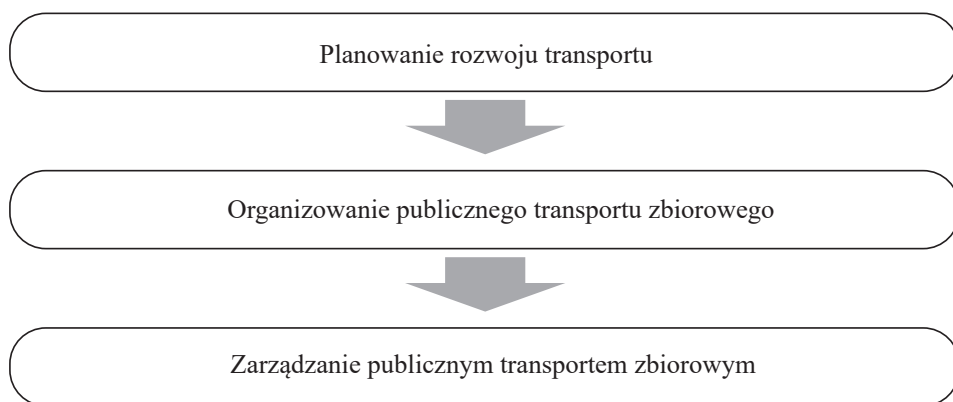 Planowanie rozwoju transportu
Organizowanie publicznego transportu zbiorowego
Zarządzanie publicznym transportem zbiorowym